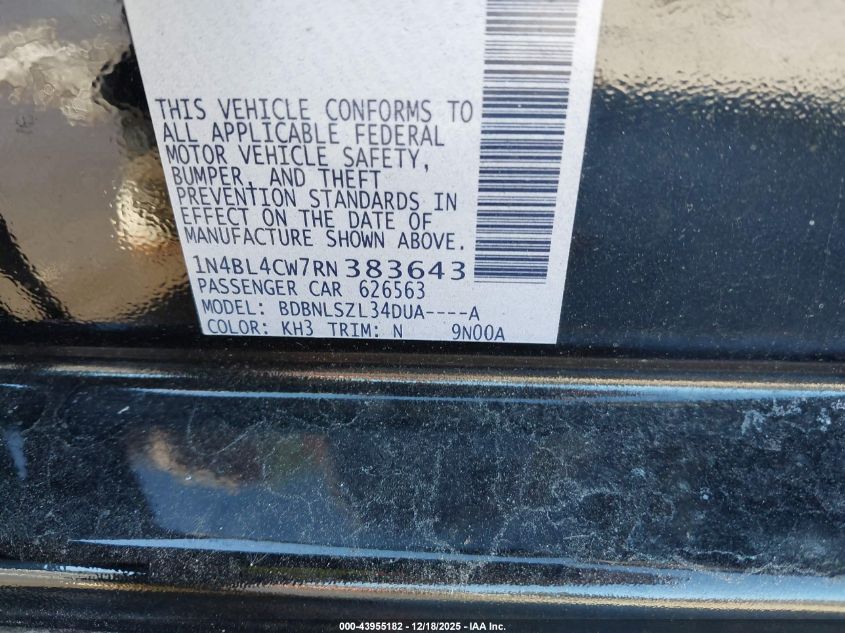 THIS VEHICLE CONFORMS TO
ALL APPLICABLE FEDERAL
MOTOR VEHICLE SAFETY,
BUMPER, AND THEFT
PREVENTION STANDARDS IN
EFFECT ON THE DATE OF
MANUFACTURE SHOWN ABOVE.
1N4BL4CW7RN 383643
PASSENGER CAR 626563
MODEL: BDBNLSZL34DUA----A
COLOR: KH3 TRIM: N 9N00A
000-43955182 - 12/18/2025 - IAA Inc.